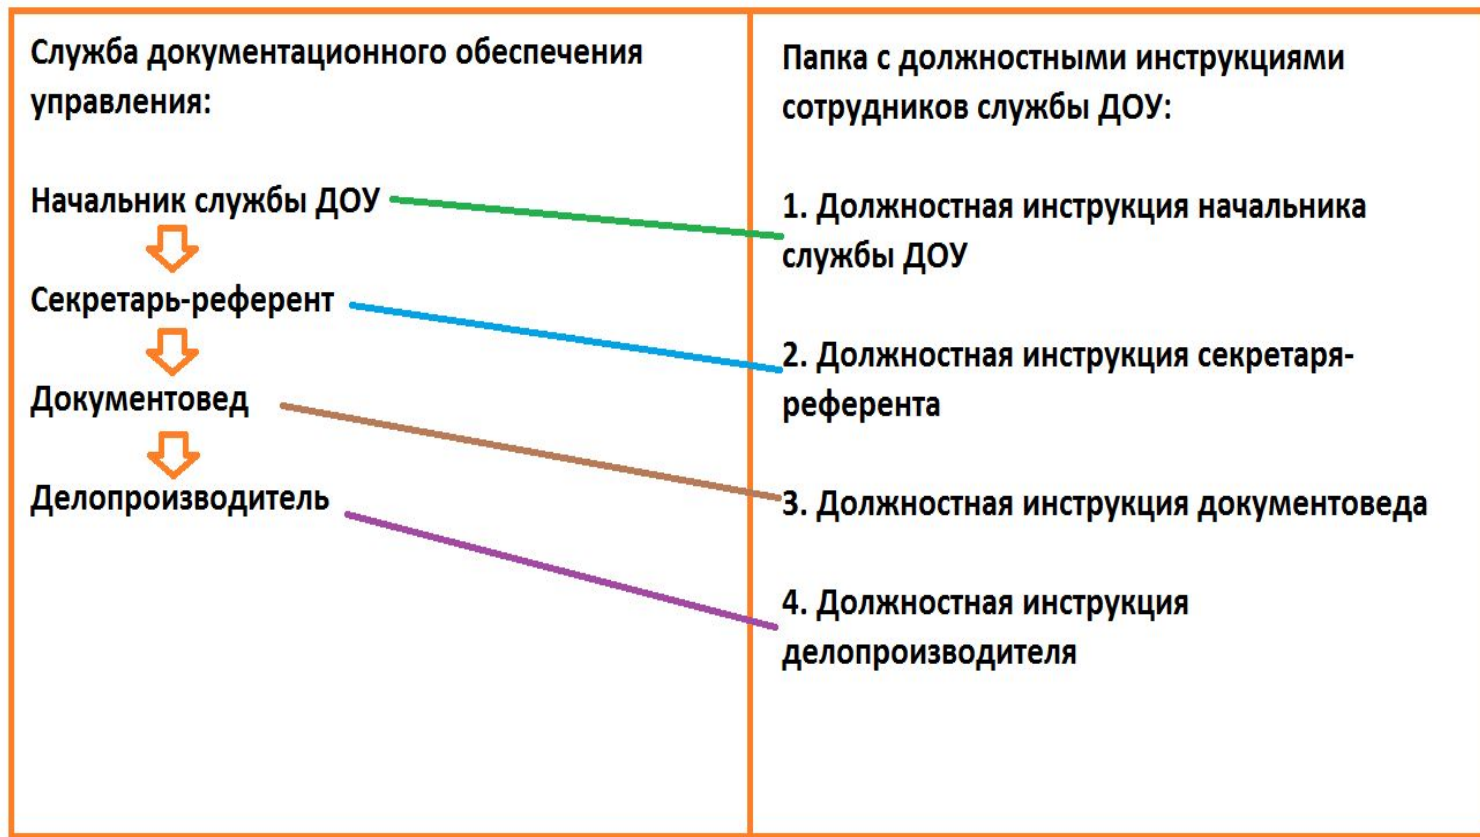 Служба документационного обеспечения
управления:
Начальник службы ДОУ
Секретарь-референт
Документовед
Делопроизводитель
Папка с должностными инструкциями
сотрудников службы ДОУ:
1. Должностная инструкция начальника
службы ДОУ
2. Должностная инструкция секретаря-
референта
3. Должностная инструкция документоведа
4. Должностная инструкция
делопроизводителя